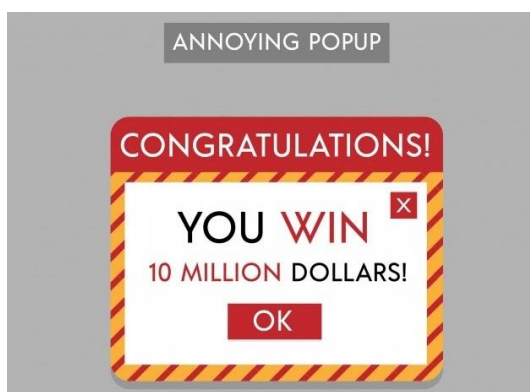 ANNOYING POPUP
CONGRATULATIONS!
X
YOU WIN
10 MILLION DOLLARS!
OK